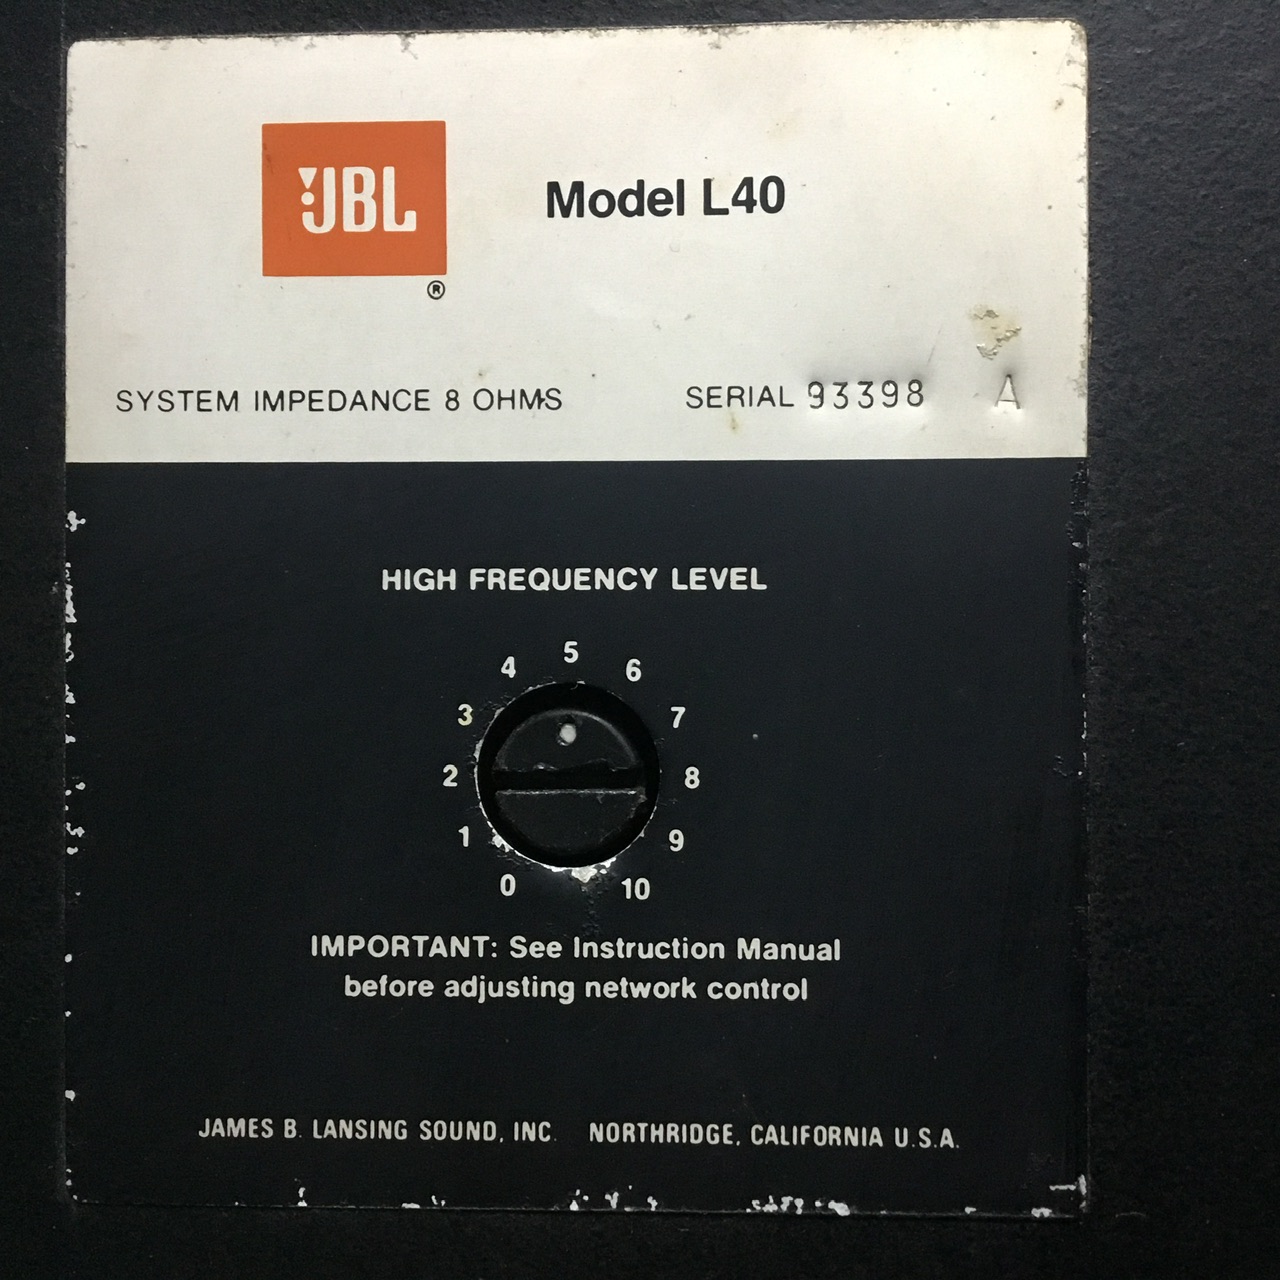 JBL
®
Model L40
SYSTEM IMPEDANCE 8 OHMS
SERIAL 93398 A
HIGH FREQUENCY LEVEL
0
1
2
3
4
5
6
7
8
9
10
IMPORTANT: See Instruction Manual
before adjusting network control
JAMES B. LANSING SOUND, INC. NORTHRIDGE, CALIFORNIA U.S.A.